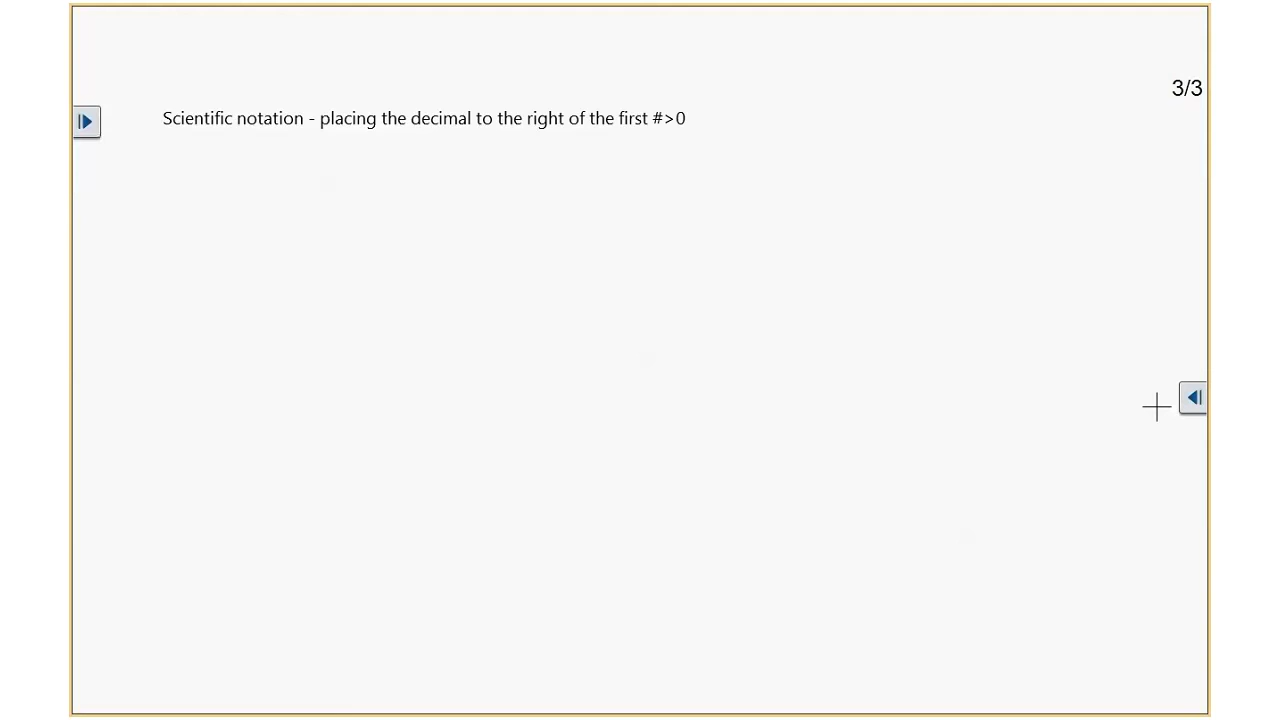 3/3
Scientific notation - placing the decimal to the right of the first #>0